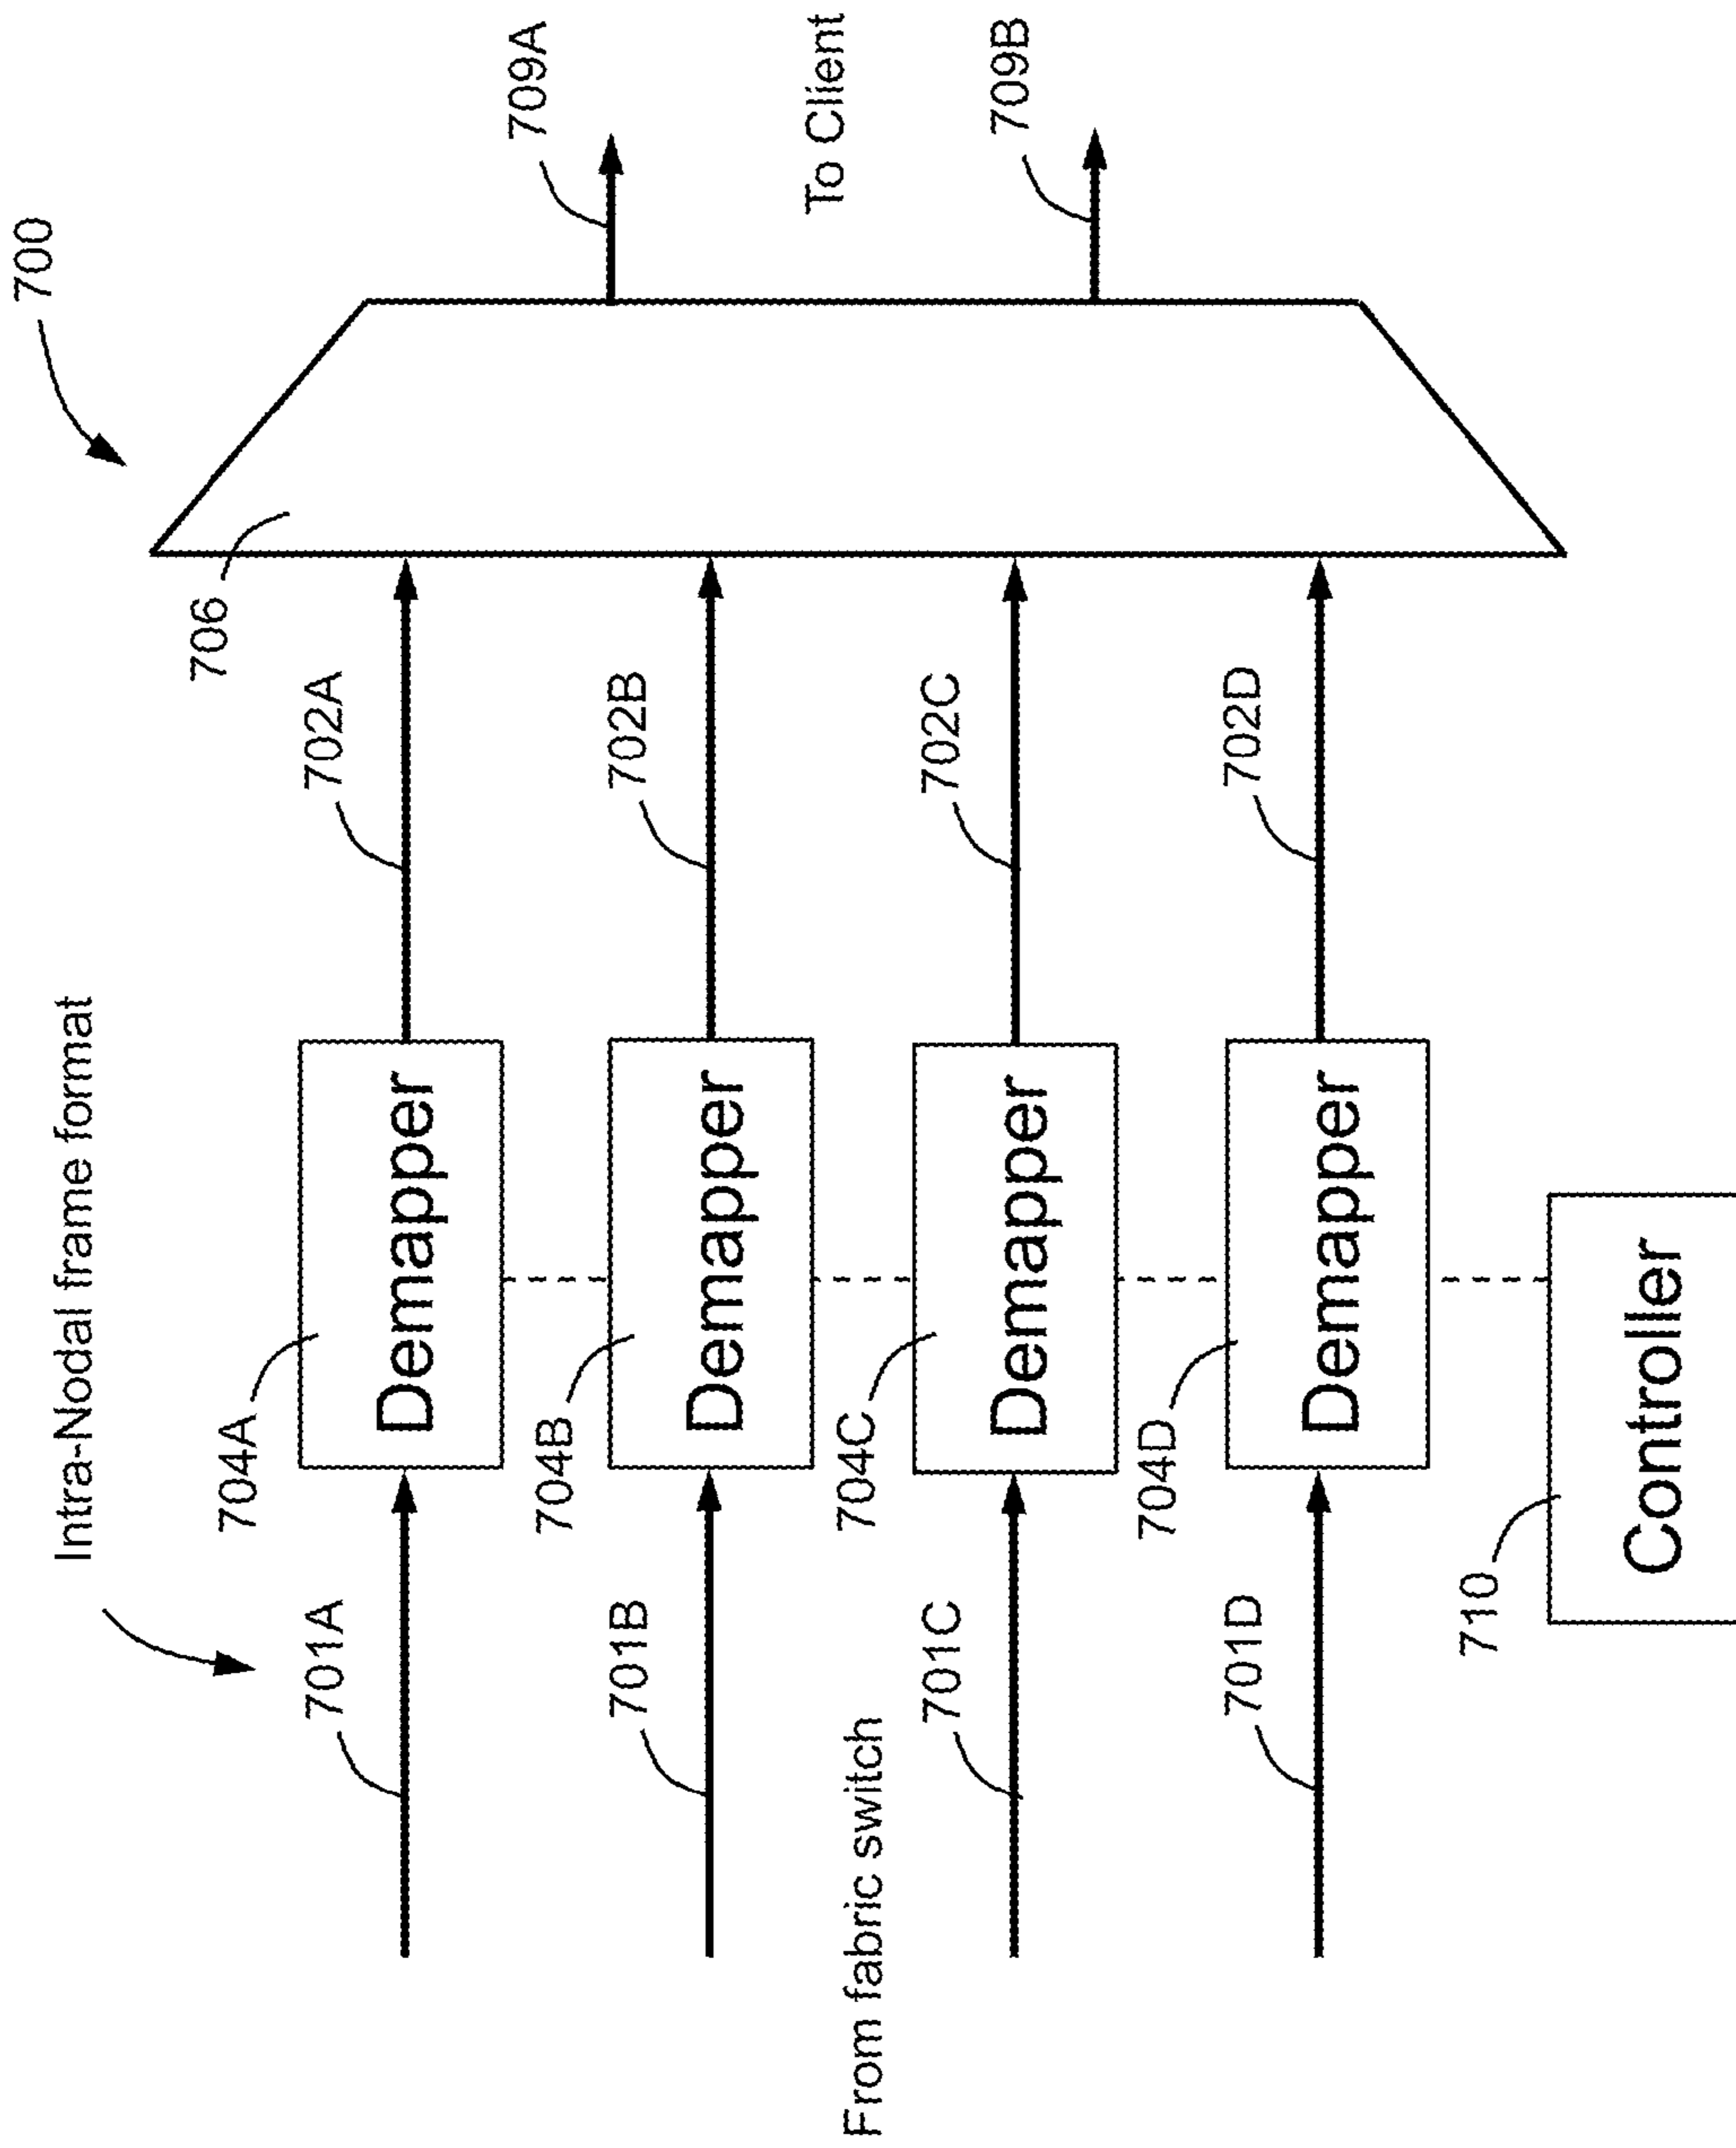 700
Intra-Nodal frame format
701A
704A
Demapper
702A
706
709A
701B
704B
Demapper
702B
From fabric switch
To Client
701C
704C
Demapper
702C
709B
701D
704D
Demapper
702D
710
Controller